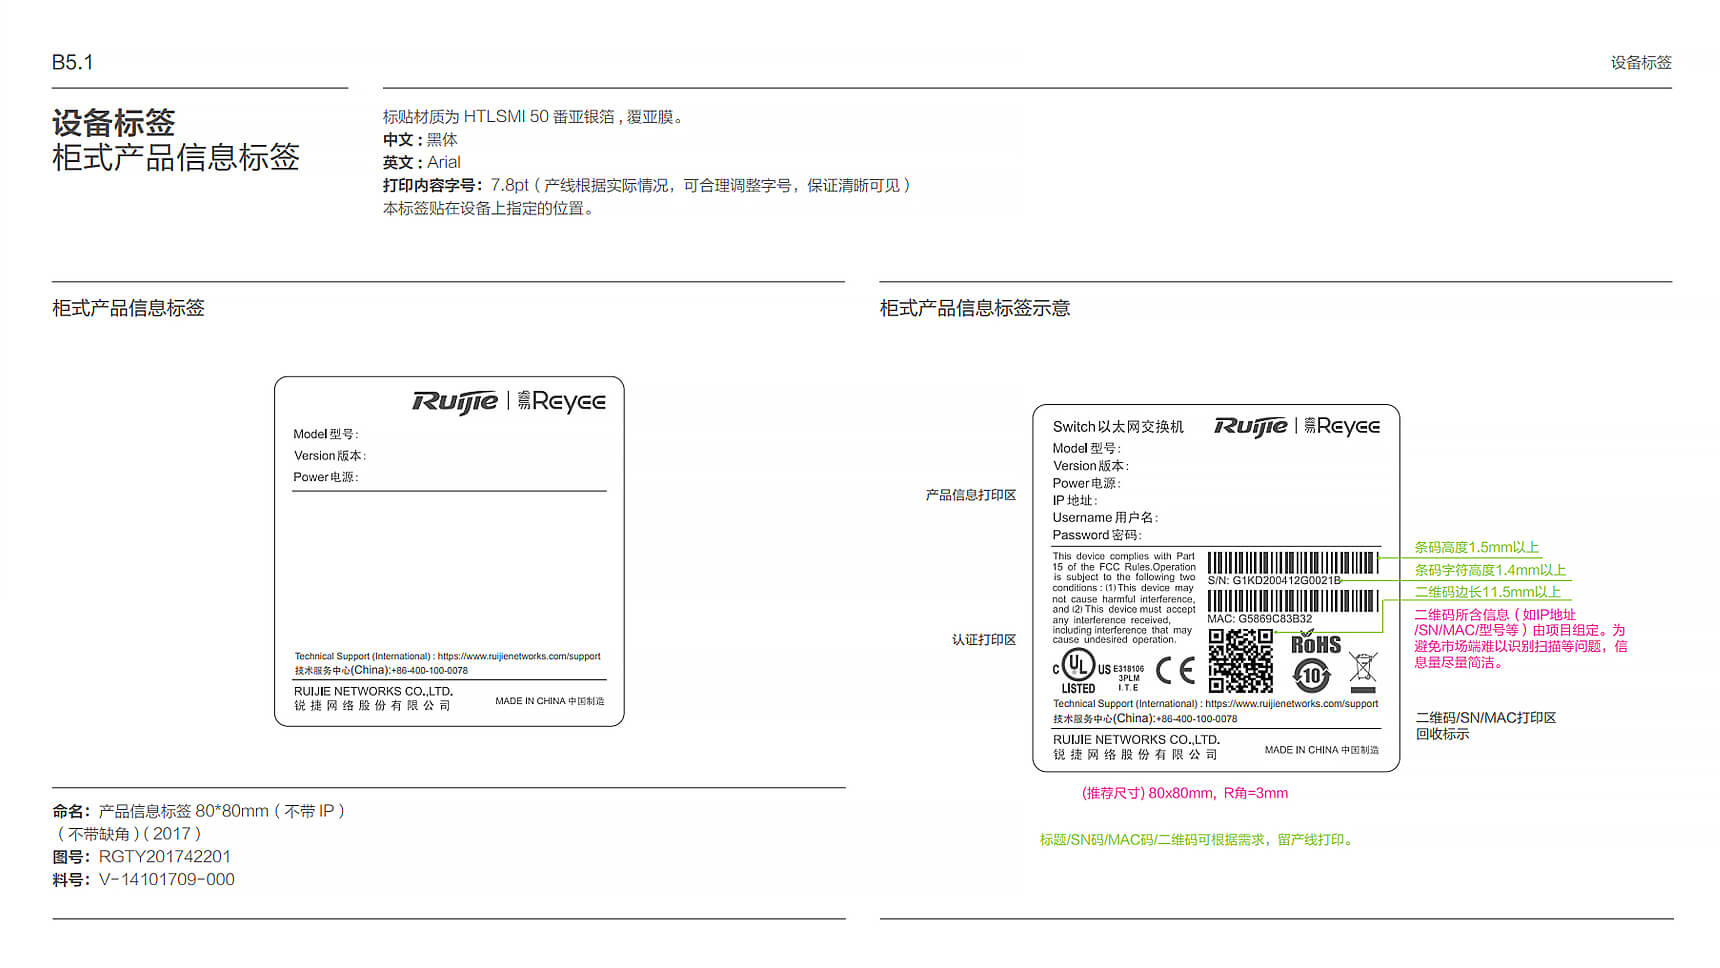 B5.1
设备标签
设备标签
柜式产品信息标签
标贴材质为 HTLSMI 50 番亚银箔 , 覆亚膜。
中文 : 黑体
英文 : Arial
打印内容字号： 7.8pt ( 产线根据实际情况，可合理调整字号，保证清晰可见 )
本标签贴在设备上指定的位置。
柜式产品信息标签
Ruijie | 睿易 Reyee
Model 型号:
Version 版本:
Power 电源:
Technical Support (International) : https://www.ruijienetworks.com/support
技术服务中心(China):+86-400-100-0078
RUIJIE NETWORKS CO.,LTD.
锐捷网络股份有限公司
MADE IN CHINA 中国制造
命名： 产品信息标签 80*80mm ( 不带 IP )
( 不带缺角 ) ( 2017 )
图号： RGTY201742201
料号： V-14101709-000
柜式产品信息标签示意
产品信息打印区
认证打印区
Switch 以太网交换机
Ruijie | 睿易 Reyee
Model 型号:
Version 版本:
Power 电源:
IP 地址:
Username 用户名:
Password 密码:
This device complies with Part
15 of the FCC Rules.Operation
is subject to the following two
conditions : (1) This device may
not cause harmful interference,
and (2) This device must accept
any interference received,
including interference that may
cause undesired operation.
S/N: G1KD200412G0021B
MAC: G5869C83B32
C UL US LISTED
E318106
3PLM
I.T.E
CE
RoHS
10
Technical Support (International) : https://www.ruijienetworks.com/support
技术服务中心(China):+86-400-100-0078
RUIJIE NETWORKS CO.,LTD.
锐捷网络股份有限公司
MADE IN CHINA 中国制造
条码高度1.5mm以上
条码字符高度1.4mm以上
二维码边长11.5mm以上
二维码所含信息 ( 如IP地址
/SN/MAC/型号等 ) 由项目组定。为
避免市场端难以识别扫描等问题，信
息量尽量简洁。
二维码/SN/MAC打印区
回收标示
(推荐尺寸) 80x80mm, R角=3mm
标题/SN码/MAC码/二维码可根据需求，留产线打印。